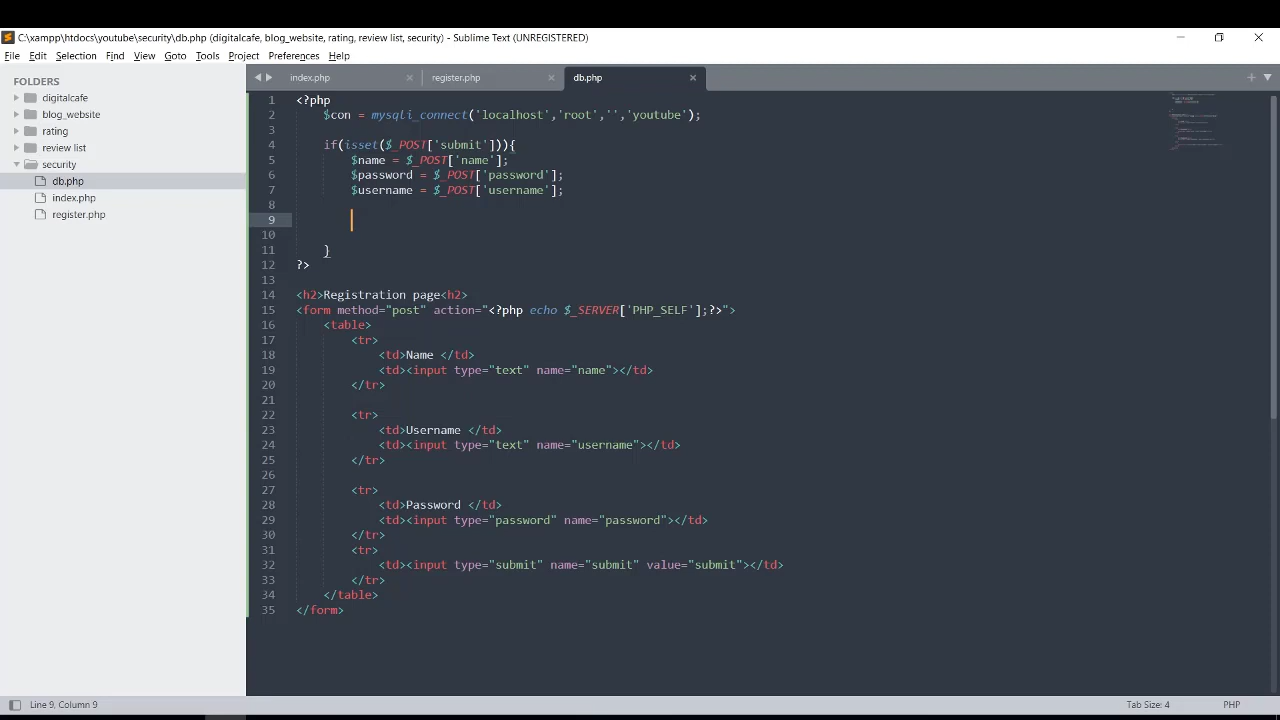 C:\xampp\htdocs\youtube\security\db.php (digitalcafe, blog_website, rating, review list, security) - Sublime Text (UNREGISTERED)
File Edit Selection Find View Goto Tools Project Preferences Help
FOLDERS
digitalcafe
blog_website
rating
review list
security
db.php
index.php
register.php
index.php register.php db.php
1 <?php
2 $con = mysqli_connect('localhost','root','','youtube');
3
4 if(isset($_POST['submit'])){
5 $name = $_POST['name'];
6 $password = $_POST['password'];
7 $username = $_POST['username'];
8
9
10
11 }
12 ?>
13
14 <h2>Registration page<h2>
15 <form method="post" action="<?php echo $_SERVER['PHP_SELF'];?>">
16 <table>
17 <tr>
18 <td>Name </td>
19 <td><input type="text" name="name"></td>
20 </tr>
21
22 <tr>
23 <td>Username </td>
24 <td><input type="text" name="username"></td>
25 </tr>
26
27 <tr>
28 <td>Password </td>
29 <td><input type="password" name="password"></td>
30 </tr>
31 <tr>
32 <td><input type="submit" name="submit" value="submit"></td>
33 </tr>
34 </table>
35 </form>
Line 9, Column 9 Tab Size: 4 PHP